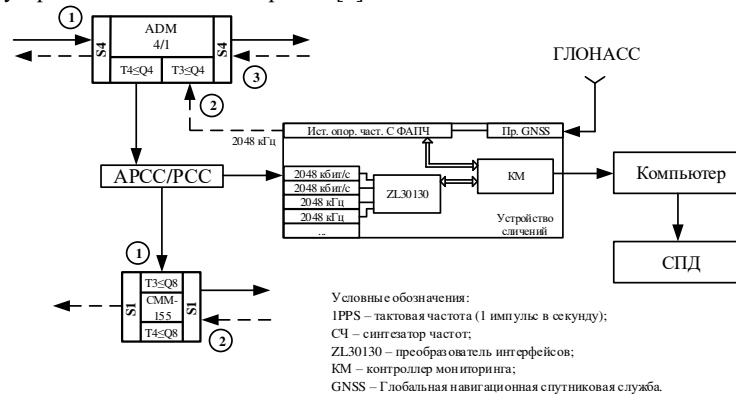 1
ADM
4/1
S4
S4
T4≤Q4
T3≤Q4
3
2
2048 кГц
ГЛОНАСС
Ист. опор. част. С ФАПЧ
Пр. GNSS
АРСС/РСС
2048 кбит/с
2048 кбит/с
2048 кГц
2048 кГц
...
ZL30130
КМ
Устройство
сличений
Компьютер
СПД
1
S1
T3≤Q8
СММ-
155
T4≤Q8
S1
2
Условные обозначения:
1PPS – тактовая частота (1 импульс в секунду);
СЧ – синтезатор частот;
ZL30130 – преобразователь интерфейсов;
КМ – контроллер мониторинга;
GNSS – Глобальная навигационная спутниковая служба.